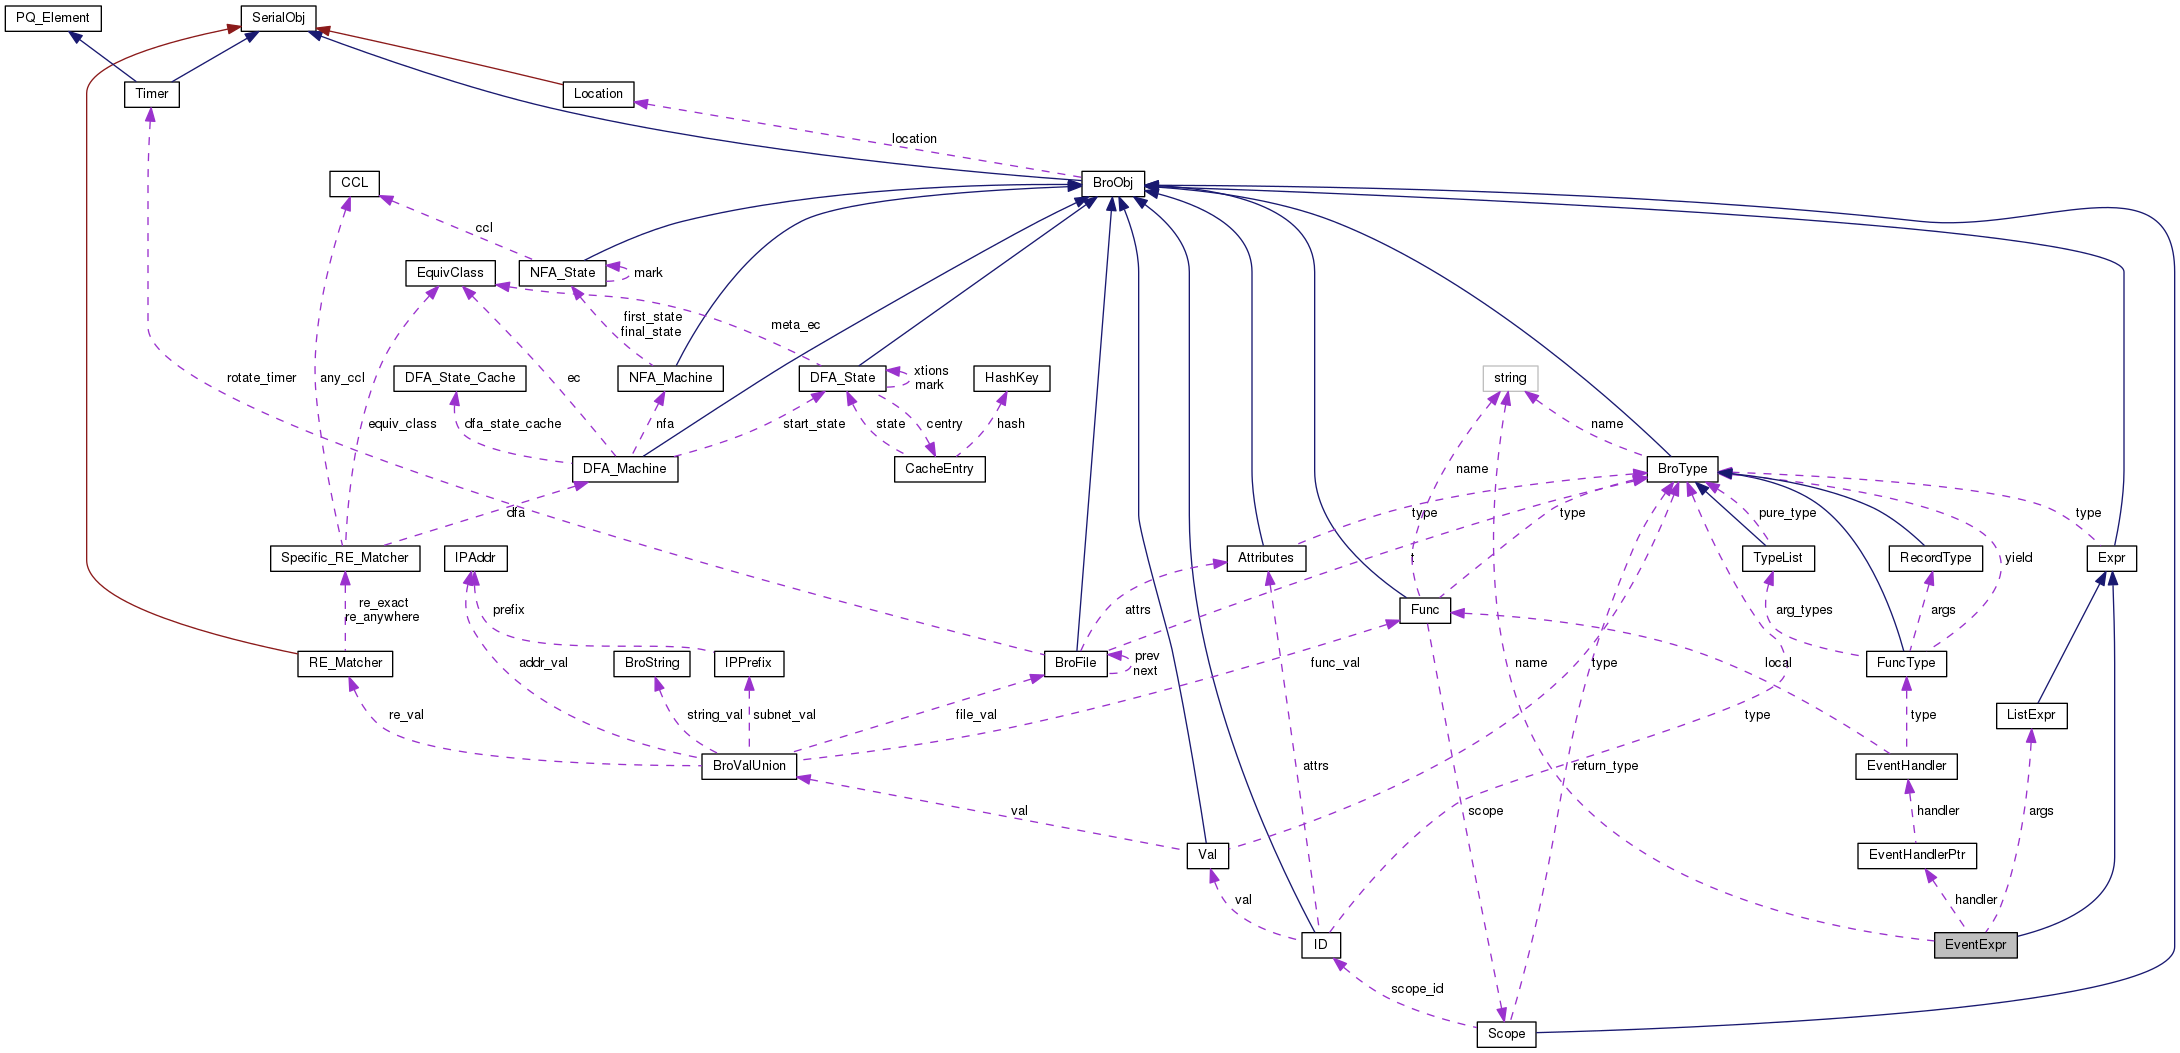 PQ_Element
SerialObj
Timer
Location
location
CCL
BroObj
ccl
EquivClass
NFA_State
mark
first_state
final_state
meta_ec
rotate_timer
any_ccl
DFA_State_Cache
ec
NFA_Machine
DFA_State
xtions
mark
HashKey
string
equiv_class
dfa_state_cache
nfa
start_state
state
centry
hash
name
name
DFA_Machine
CacheEntry
BroType
dfa
type
type
pure_type
type
Specific_RE_Matcher
IPAddr
Attributes
t
TypeList
RecordType
yield
Expr
re_exact
re_anywhere
prefix
attrs
Func
arg_types
args
RE_Matcher
addr_val
BroString
IPPrefix
BroFile
prev
next
func_val
name
type
local
FuncType
re_val
string_val
subnet_val
file_val
type
type
ListExpr
BroValUnion
attrs
return_type
EventHandler
val
scope
handler
args
Val
EventHandlerPtr
val
handler
ID
EventExpr
scope_id
Scope